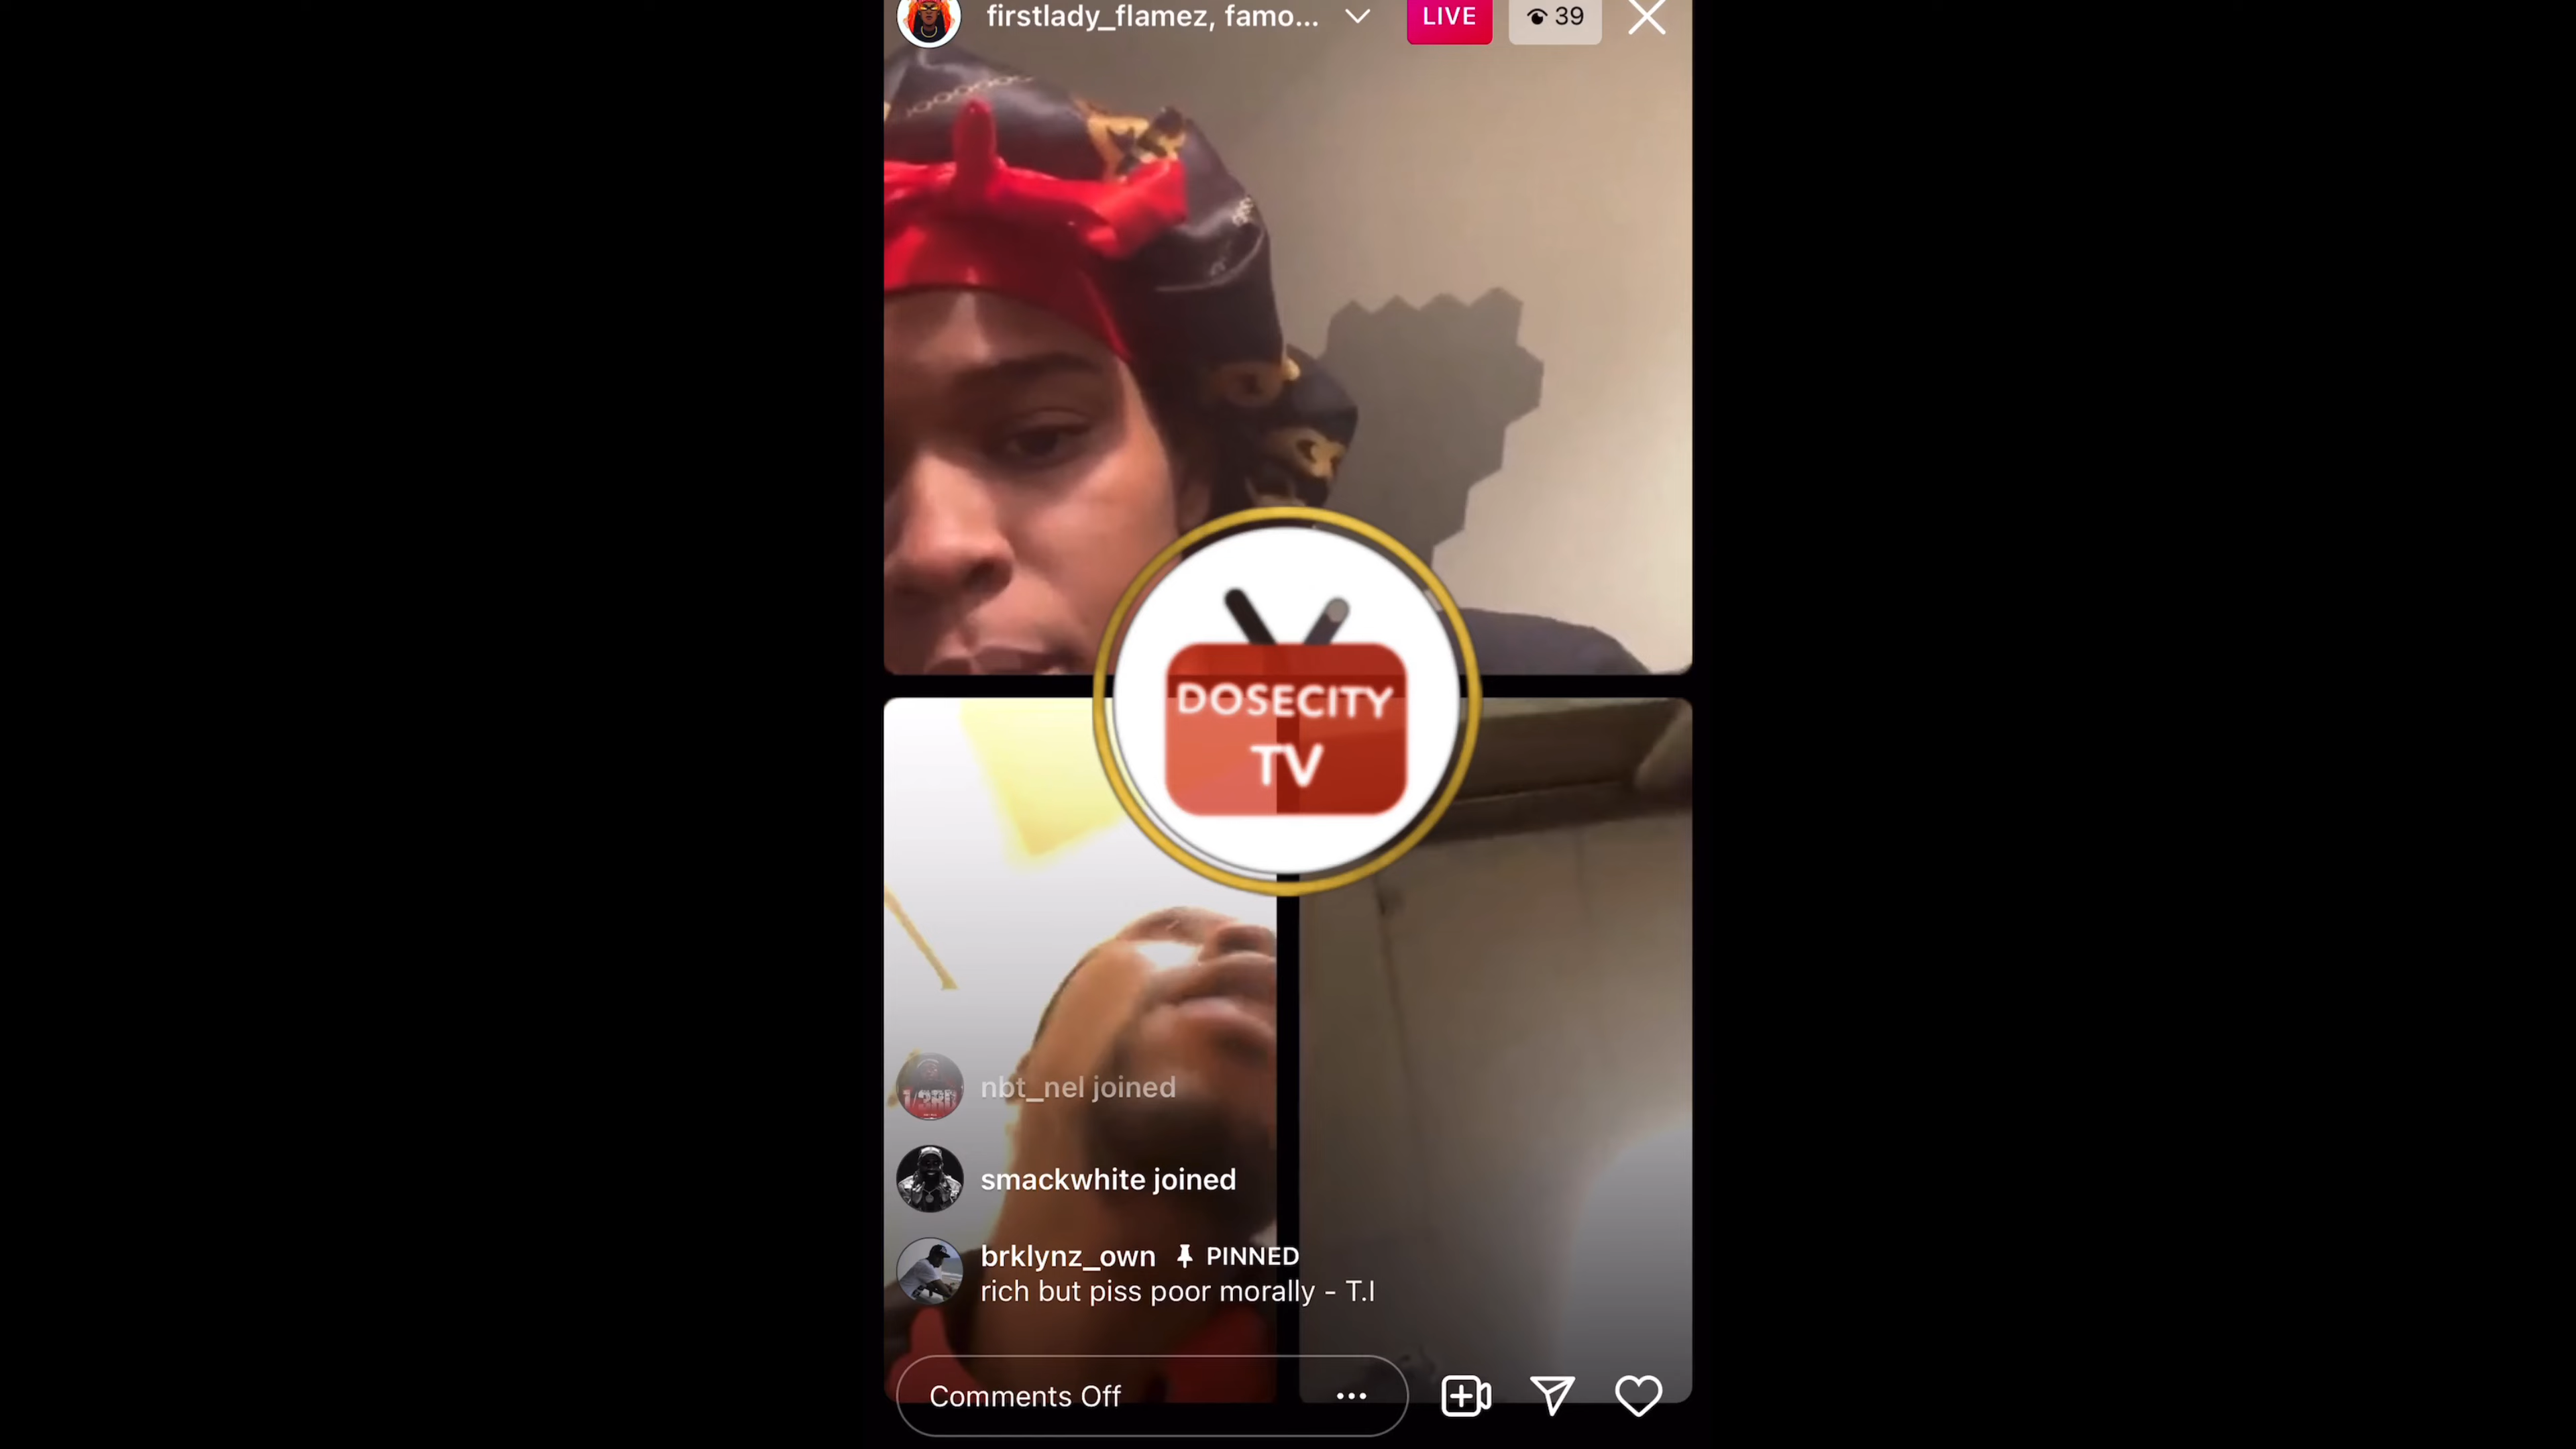 firstlady_flamez, famo...
LIVE
39
DOSECITY
TV
nbt_nel joined
smackwhite joined
brklynz_own PINNED
rich but piss poor morally - T.I
Comments Off